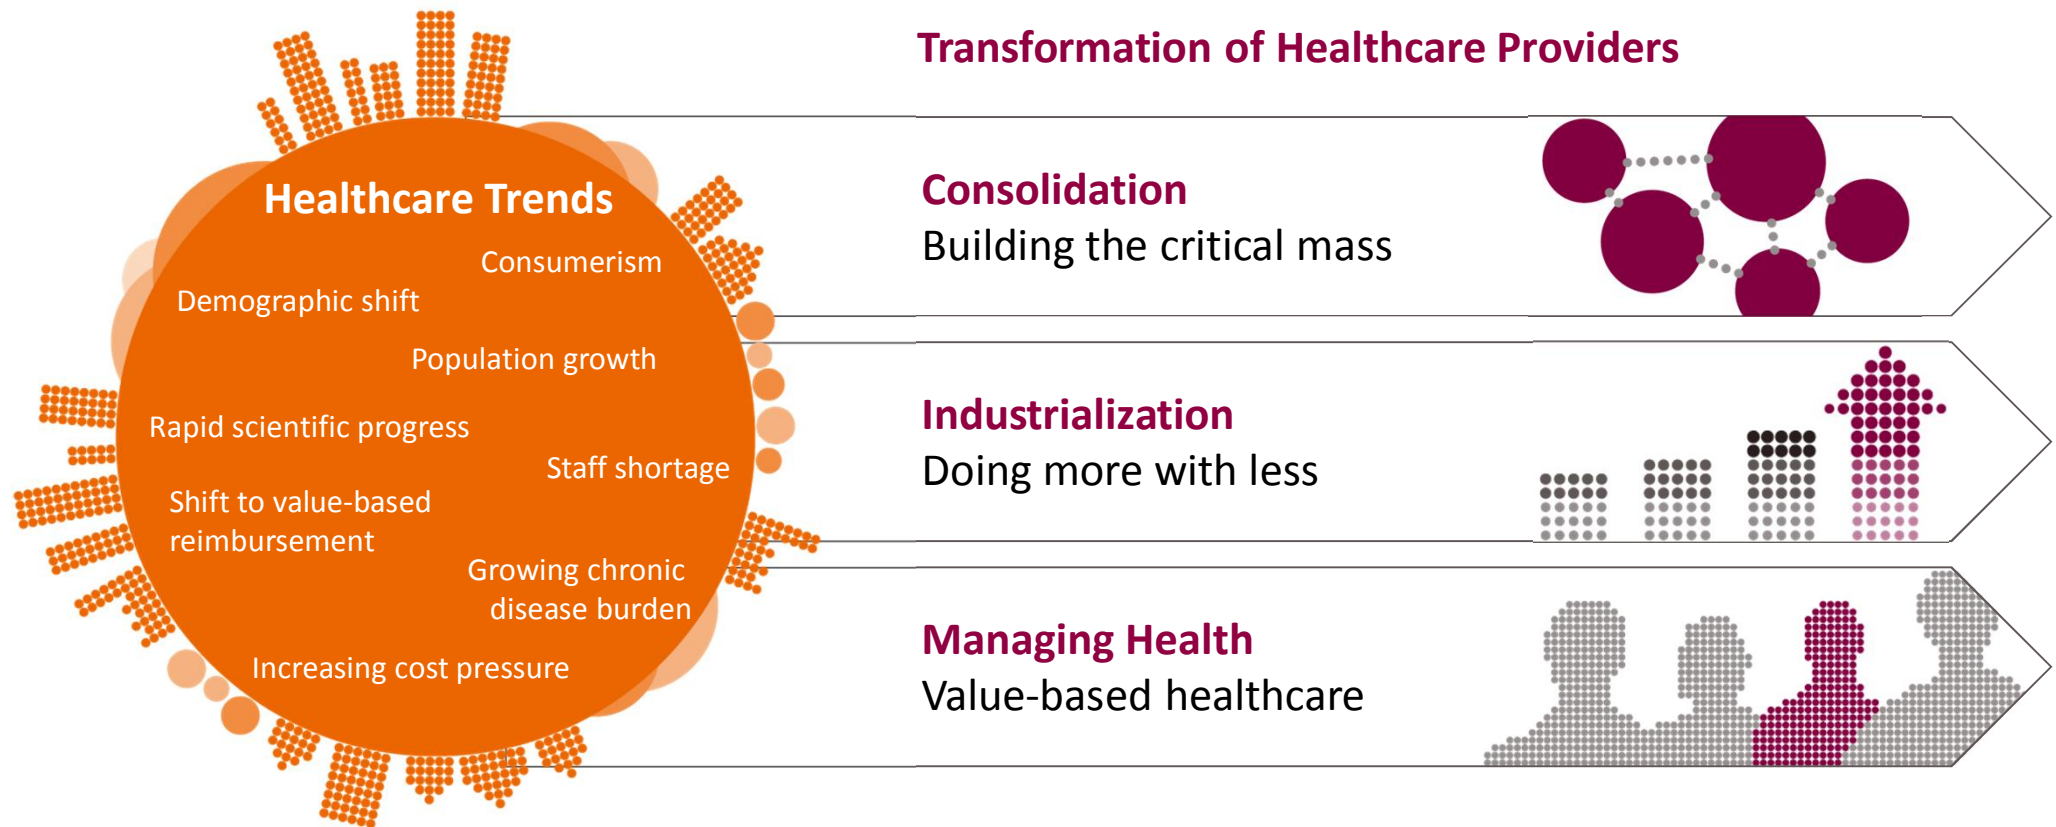 Transformation of Healthcare Providers
Healthcare Trends
Consumerism
Demographic shift
Population growth
Rapid scientific progress
Staff shortage
Shift to value-based
reimbursement
Growing chronic
disease burden
Increasing cost pressure
Consolidation
Building the critical mass
Industrialization
Doing more with less
Managing Health
Value-based healthcare